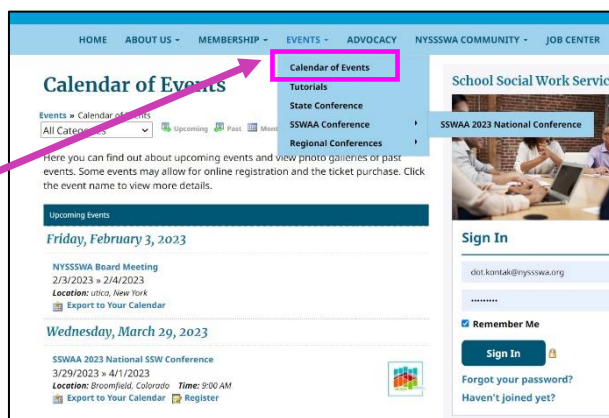 HOME ABOUT US MEMBERSHIP EVENTS ADVOCACY NYSSSWA COMMUNITY JOB CENTER
Calendar of Events
Tutorials
State Conference
SSWAA Conference
SSWAA 2023 National Conference
Regional Conferences
Calendar of Events
Events » Calendar of Events
All Categories Upcoming Past Month
Here you can find out about upcoming events and view photo galleries of past
events. Some events may allow for online registration and the ticket purchase. Click
the event name to view more details.
Upcoming Events
Friday, February 3, 2023
NYSSSWA Board Meeting
2/3/2023 » 2/4/2023
Location: utica, New York
Export to Your Calendar
Wednesday, March 29, 2023
SSWAA 2023 National SSW Conference
3/29/2023 » 4/1/2023
Location: Broomfield, Colorado Time: 9:00 AM
Export to Your Calendar Register
School Social Work Servic
Sign In
dot.kontak@nyssswa.org
•••••••••
Remember Me
Sign In
Forgot your password?
Haven't joined yet?